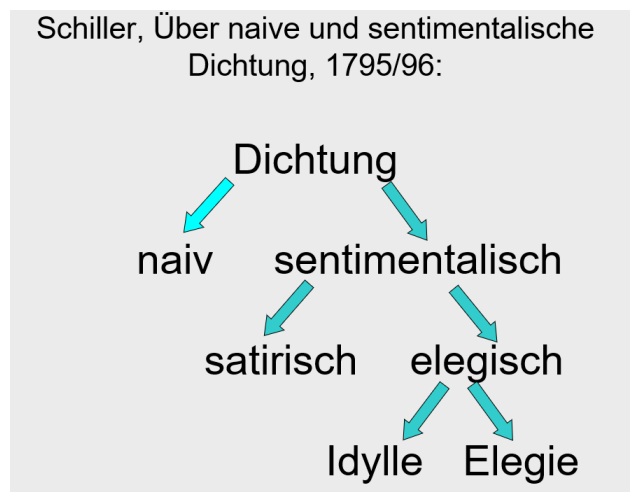 Schiller, Über naive und sentimentalische
Dichtung, 1795/96:
Dichtung
naiv sentimentalisch
satirisch elegisch
Idylle Elegie